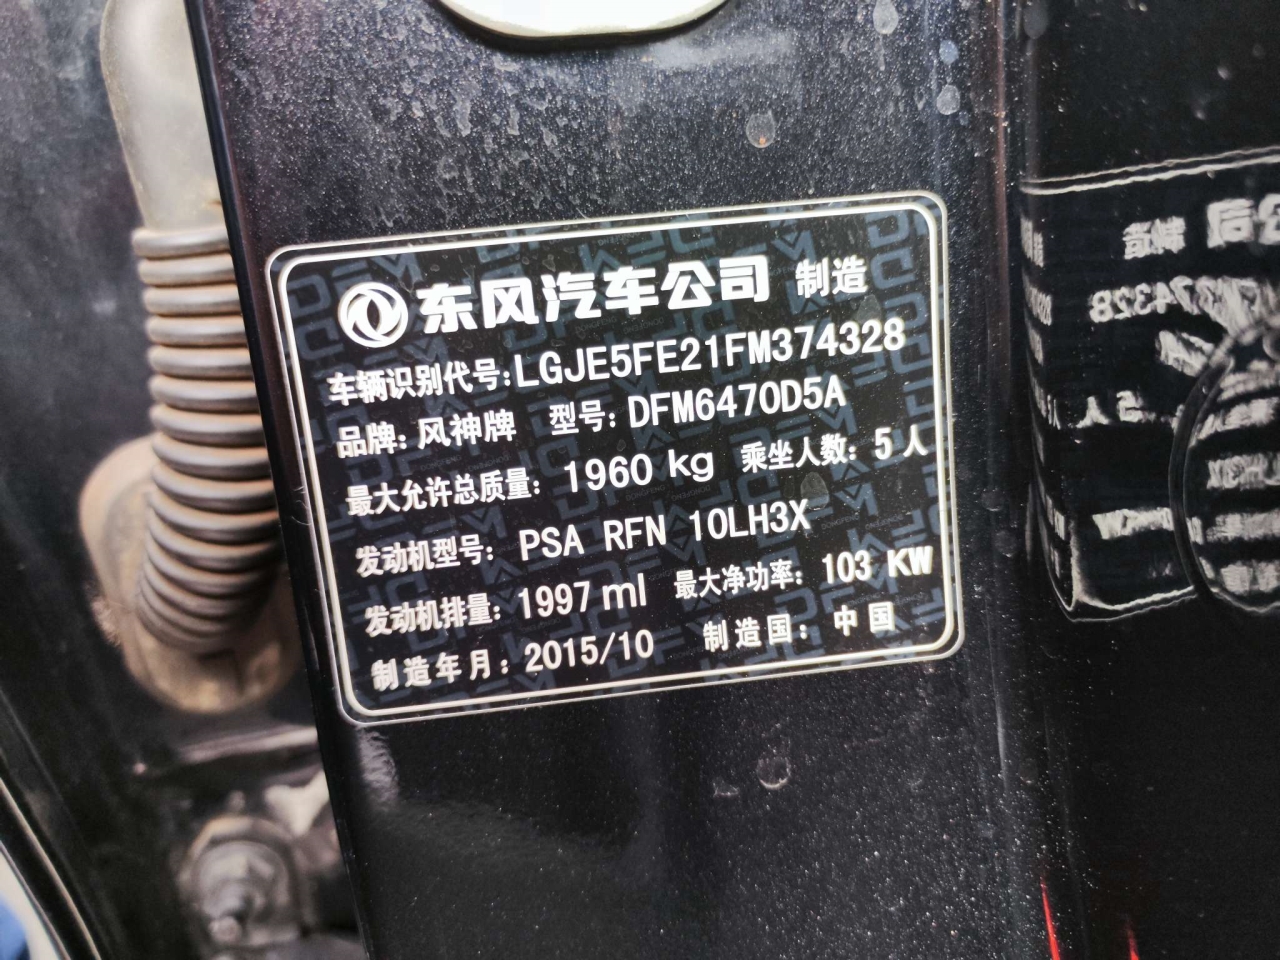 东风汽车公司 制造
车辆识别代号:LGJE5FE21FM374328
品牌: 风神牌 型号: DFM6470D5A
最大允许总质量: 1960 kg 乘坐人数: 5 人
发动机型号: PSA RFN 10LH3X
发动机排量: 1997 ml 最大净功率: 103 KW
制造年月: 2015/10 制造国: 中国